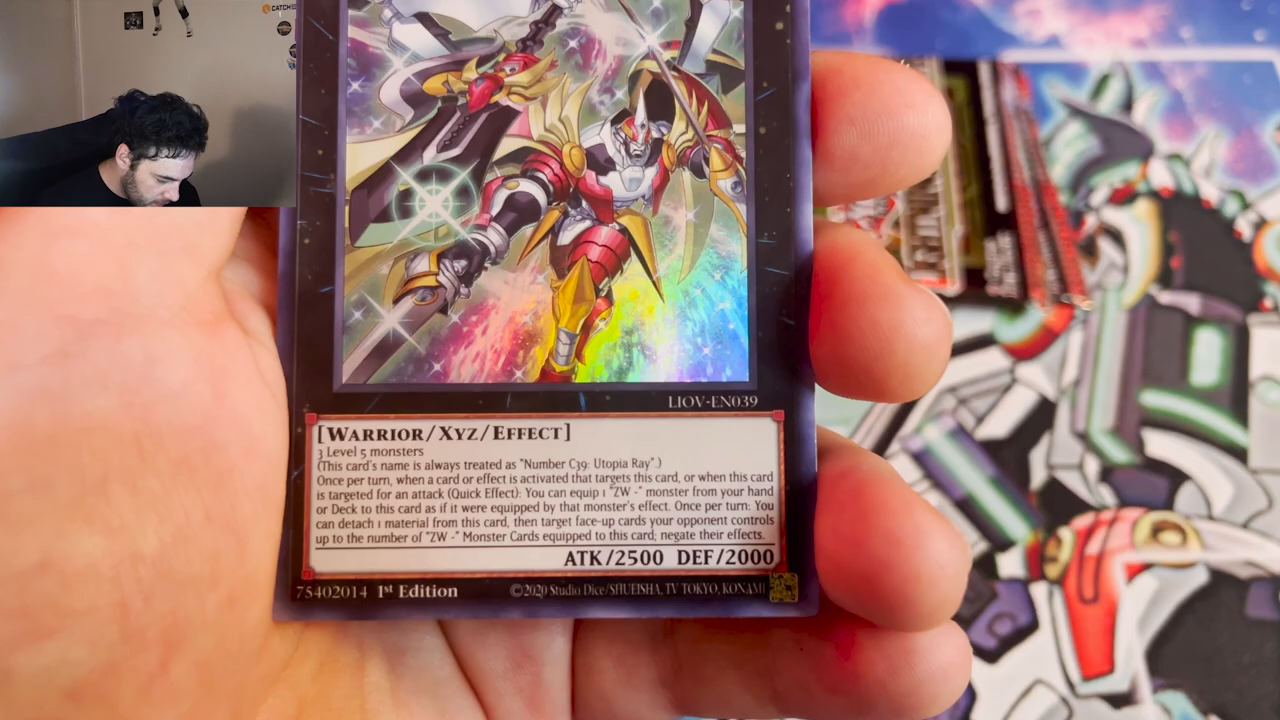 CATCH
LIOV-EN039
[WARRIOR/XYZ/EFFECT]
3 Level 5 monsters
(This card's name is always treated as "Number C39: Utopia Ray".)
Once per turn, when a card or effect is activated that targets this card, or when this card
is targeted for an attack (Quick Effect): You can equip 1 "ZW -" monster from your hand
or Deck to this card as if it were equipped by that monster's effect. Once per turn: You
can detach 1 material from this card, then target face-up cards your opponent controls
up to the number of "ZW -" Monster Cards equipped to this card; negate their effects.
ATK/2500 DEF/2000
75402014 1st Edition
©2020 Studio Dice/SHUEISHA, TV TOKYO, KONAMI